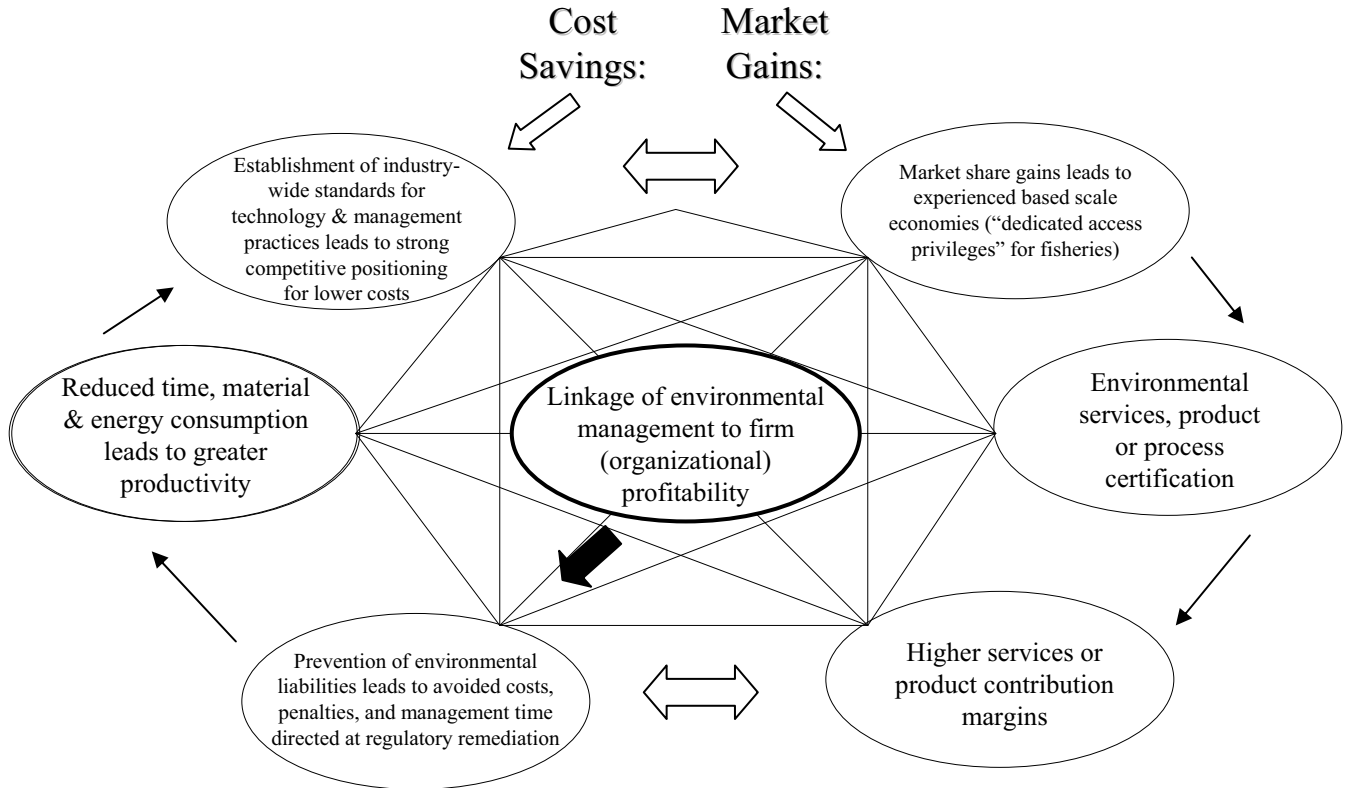 Cost
Savings:
Market
Gains:
Establishment of industry-
wide standards for
technology & management
practices leads to strong
competitive positioning
for lower costs
Market share gains leads to
experienced based scale
economies (“dedicated access
privileges” for fisheries)
Reduced time, material
& energy consumption
leads to greater
productivity
Linkage of environmental
management to firm
(organizational)
profitability
Environmental
services, product
or process
certification
Prevention of environmental
liabilities leads to avoided costs,
penalties, and management time
directed at regulatory remediation
Higher services or
product contribution
margins